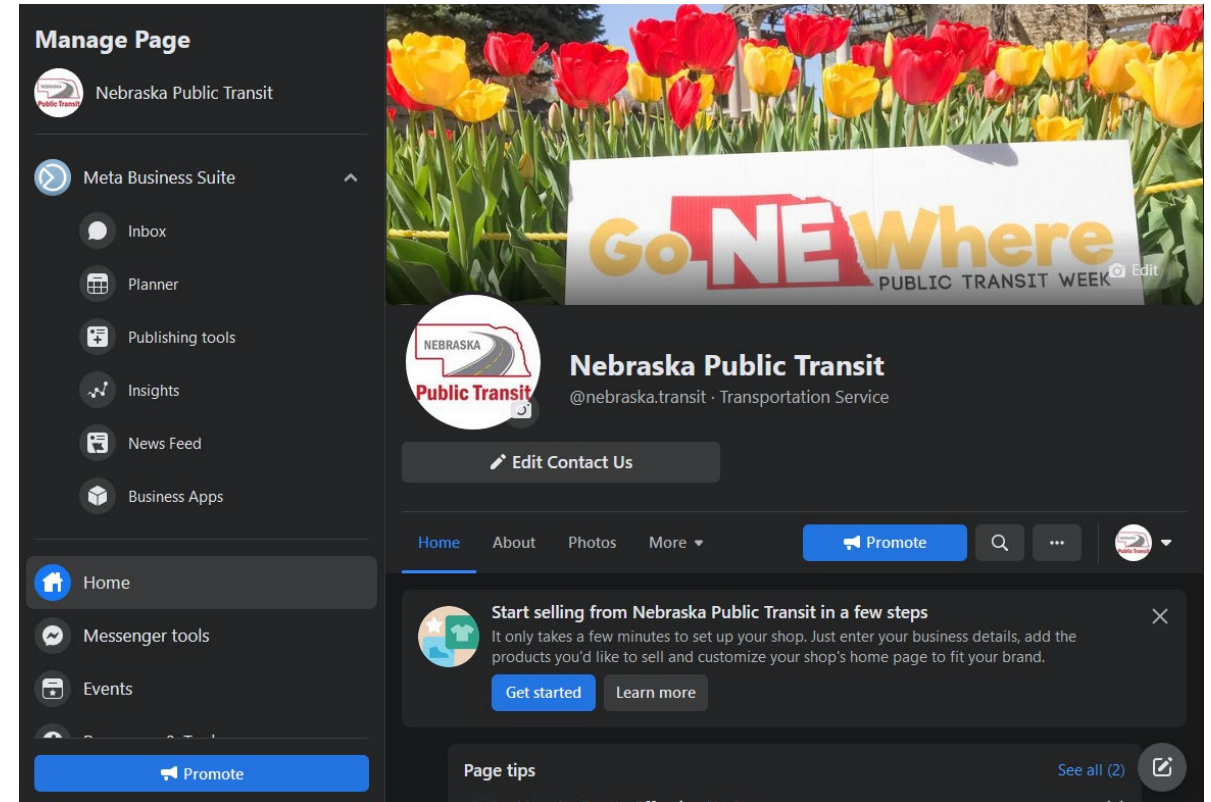 Manage Page
NEBRASKA
Public Transit
Nebraska Public Transit
Meta Business Suite
Inbox
Planner
Publishing tools
Insights
News Feed
Business Apps
Home
Messenger tools
Events
Promote
Go NE Where
PUBLIC TRANSIT WEEK
Edit
NEBRASKA
Public Transit
Nebraska Public Transit
@nebraska.transit · Transportation Service
Edit Contact Us
Home About Photos More Promote
Start selling from Nebraska Public Transit in a few steps
It only takes a few minutes to set up your shop. Just enter your business details, add the
products you'd like to sell and customize your shop's home page to fit your brand.
Get started Learn more
Page tips See all (2)